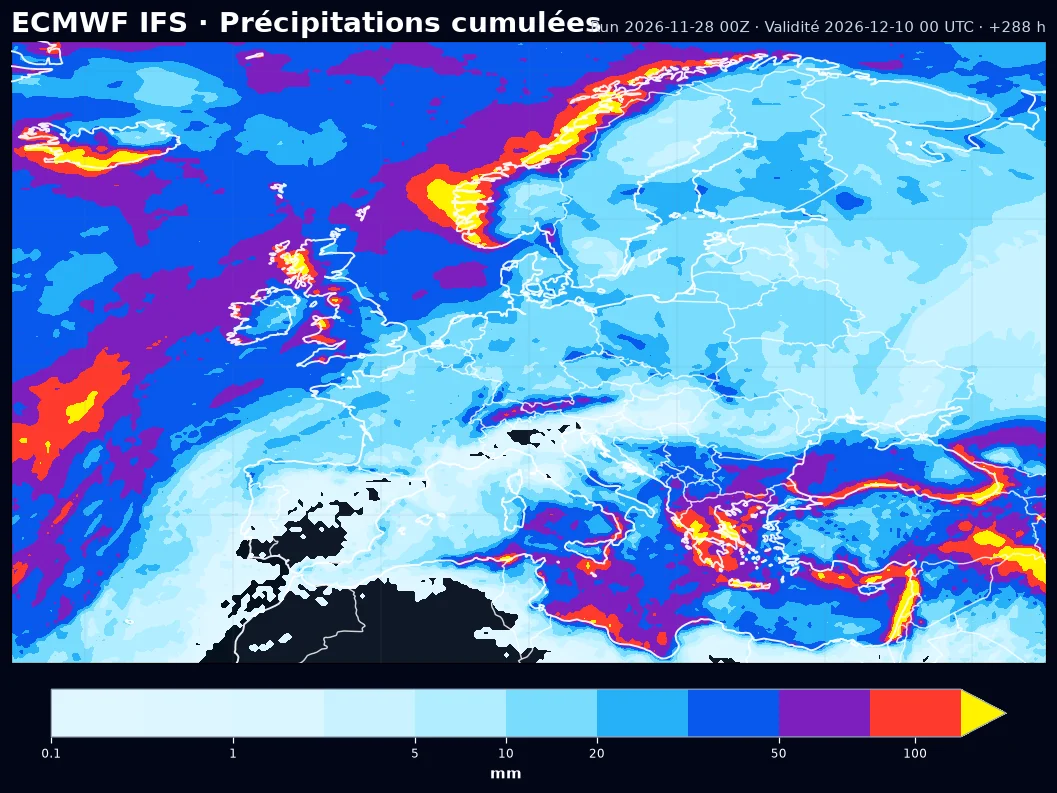 ECMWF IFS · Précipitations cumulées
Run 2026-11-28 00Z · Validité 2026-12-10 00 UTC · +288 h
0.1 1 5 10 20 50 100
mm